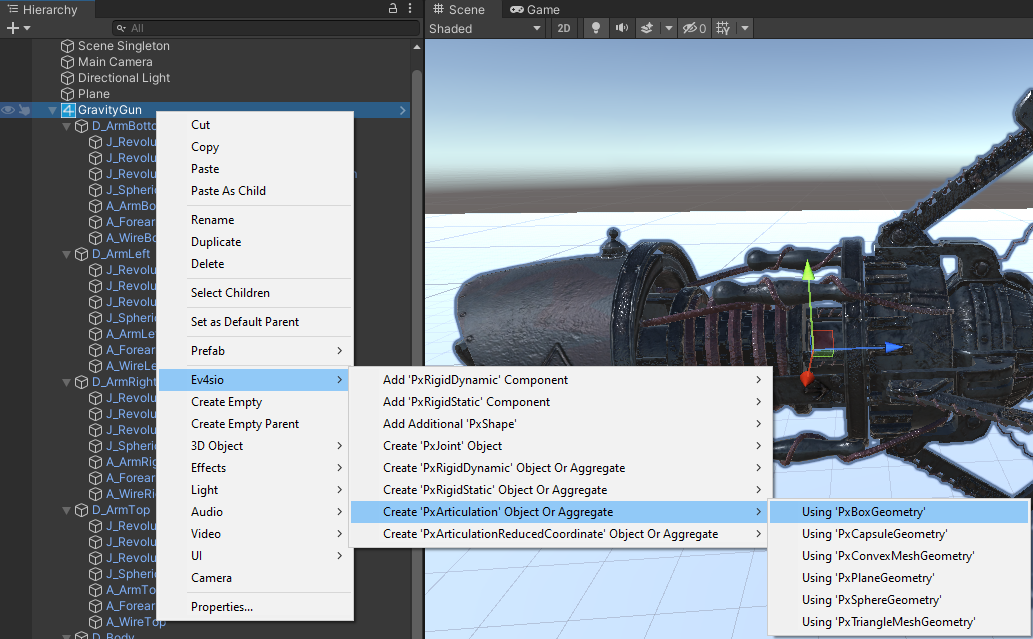 Hierarchy
All
Scene Singleton
Main Camera
Directional Light
Plane
GravityGun
D_ArmBotto
J_Revolu
J_Revolu
J_Revolu
J_Spheric
A_ArmBo
A_Forear
A_WireBo
D_ArmLeft
J_Revolu
J_Revolu
J_Revolu
J_Spheric
A_ArmLe
A_Forear
A_WireLe
D_ArmRight
J_Revolu
J_Revolu
J_Revolu
J_Spheric
A_ArmRig
A_Forear
A_WireRi
D_ArmTop
J_Revolu
J_Revolu
J_Revolu
J_Spheric
A_ArmTo
A_Forear
A_WireTop
D_Body
Cut
Copy
Paste
Paste As Child
Rename
Duplicate
Delete
Select Children
Set as Default Parent
Prefab
Ev4sio
Create Empty
Create Empty Parent
3D Object
Effects
Light
Audio
Video
UI
Camera
Properties...
Add 'PxRigidDynamic' Component
Add 'PxRigidStatic' Component
Add Additional 'PxShape'
Create 'PxJoint' Object
Create 'PxRigidDynamic' Object Or Aggregate
Create 'PxRigidStatic' Object Or Aggregate
Create 'PxArticulation' Object Or Aggregate
Create 'PxArticulationReducedCoordinate' Object Or Aggregate
Using 'PxBoxGeometry'
Using 'PxCapsuleGeometry'
Using 'PxConvexMeshGeometry'
Using 'PxPlaneGeometry'
Using 'PxSphereGeometry'
Using 'PxTriangleMeshGeometry'
Scene Game
Shaded 2D 0